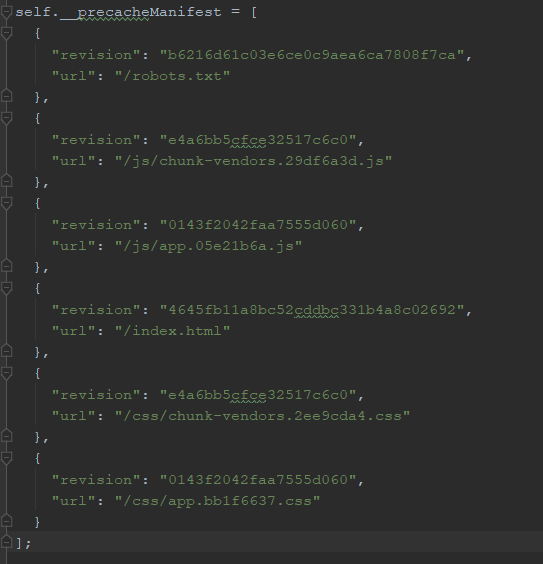 self.__precacheManifest = [
  {
    "revision": "b6216d61c03e6ce0c9aea6ca7808f7ca",
    "url": "/robots.txt"
  },
  {
    "revision": "e4a6bb5cfce32517c6c0",
    "url": "/js/chunk-vendors.29df6a3d.js"
  },
  {
    "revision": "0143f2042faa7555d060",
    "url": "/js/app.05e21b6a.js"
  },
  {
    "revision": "4645fb11a8bc52cddbc331b4a8c02692",
    "url": "/index.html"
  },
  {
    "revision": "e4a6bb5cfce32517c6c0",
    "url": "/css/chunk-vendors.2ee9cda4.css"
  },
  {
    "revision": "0143f2042faa7555d060",
    "url": "/css/app.bb1f6637.css"
  }
];